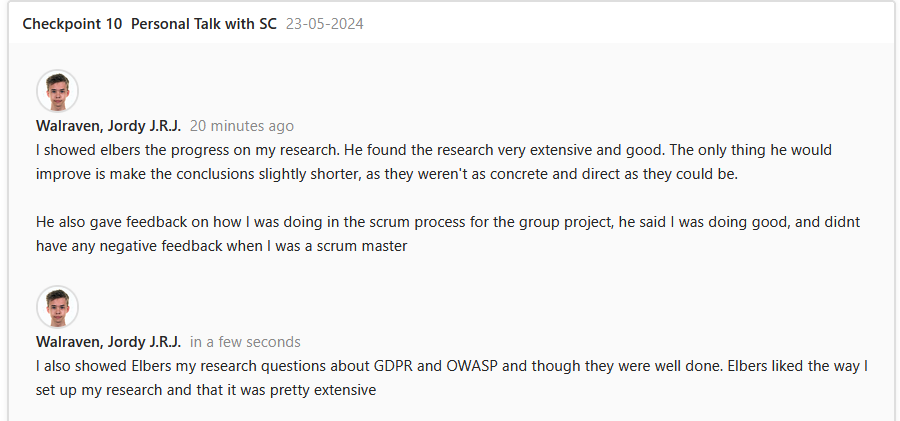 Checkpoint 10 Personal Talk with SC 23-05-2024
Walraven, Jordy J.R.J. 20 minutes ago
I showed elbers the progress on my research. He found the research very extensive and good. The only thing he would
improve is make the conclusions slightly shorter, as they weren't as concrete and direct as they could be.
He also gave feedback on how I was doing in the scrum process for the group project, he said I was doing good, and didnt
have any negative feedback when I was a scrum master
Walraven, Jordy J.R.J. in a few seconds
I also showed Elbers my research questions about GDPR and OWASP and though they were well done. Elbers liked the way I
set up my research and that it was pretty extensive